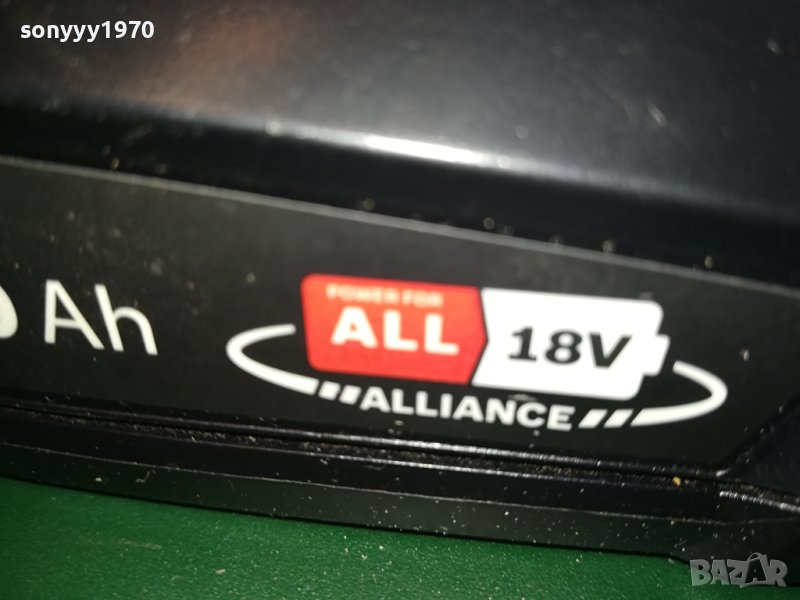 sonyyy1970
Ah
POWER FOR
ALL
18V
ALLIANCE
BAZAR